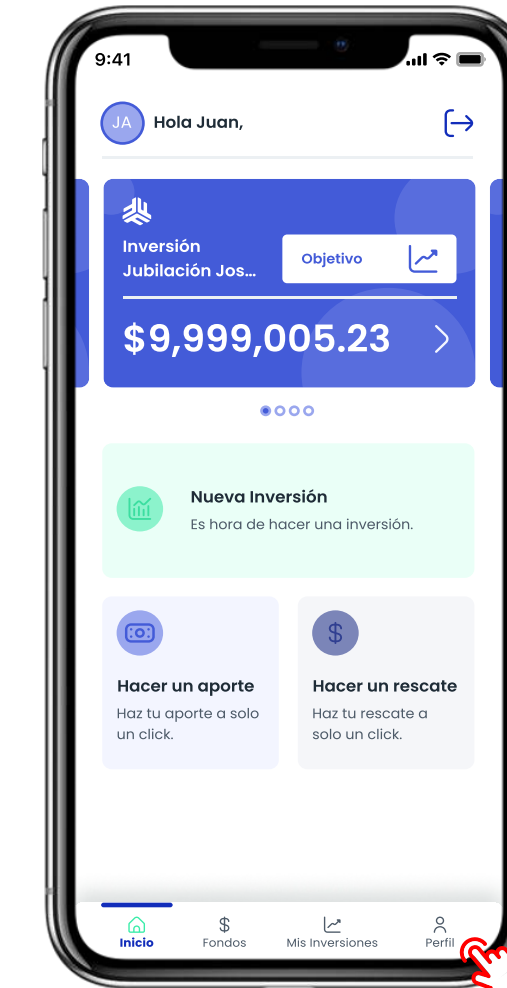 9:41
JA
Hola Juan,
Inversión
Jubilación Jos...
Objetivo
$9,999,005.23
Nueva Inversión
Es hora de hacer una inversión.
Hacer un aporte
Haz tu aporte a solo
un click.
$
Hacer un rescate
Haz tu rescate a
solo un click.
Inicio
$
Fondos
Mis Inversiones
Perfil